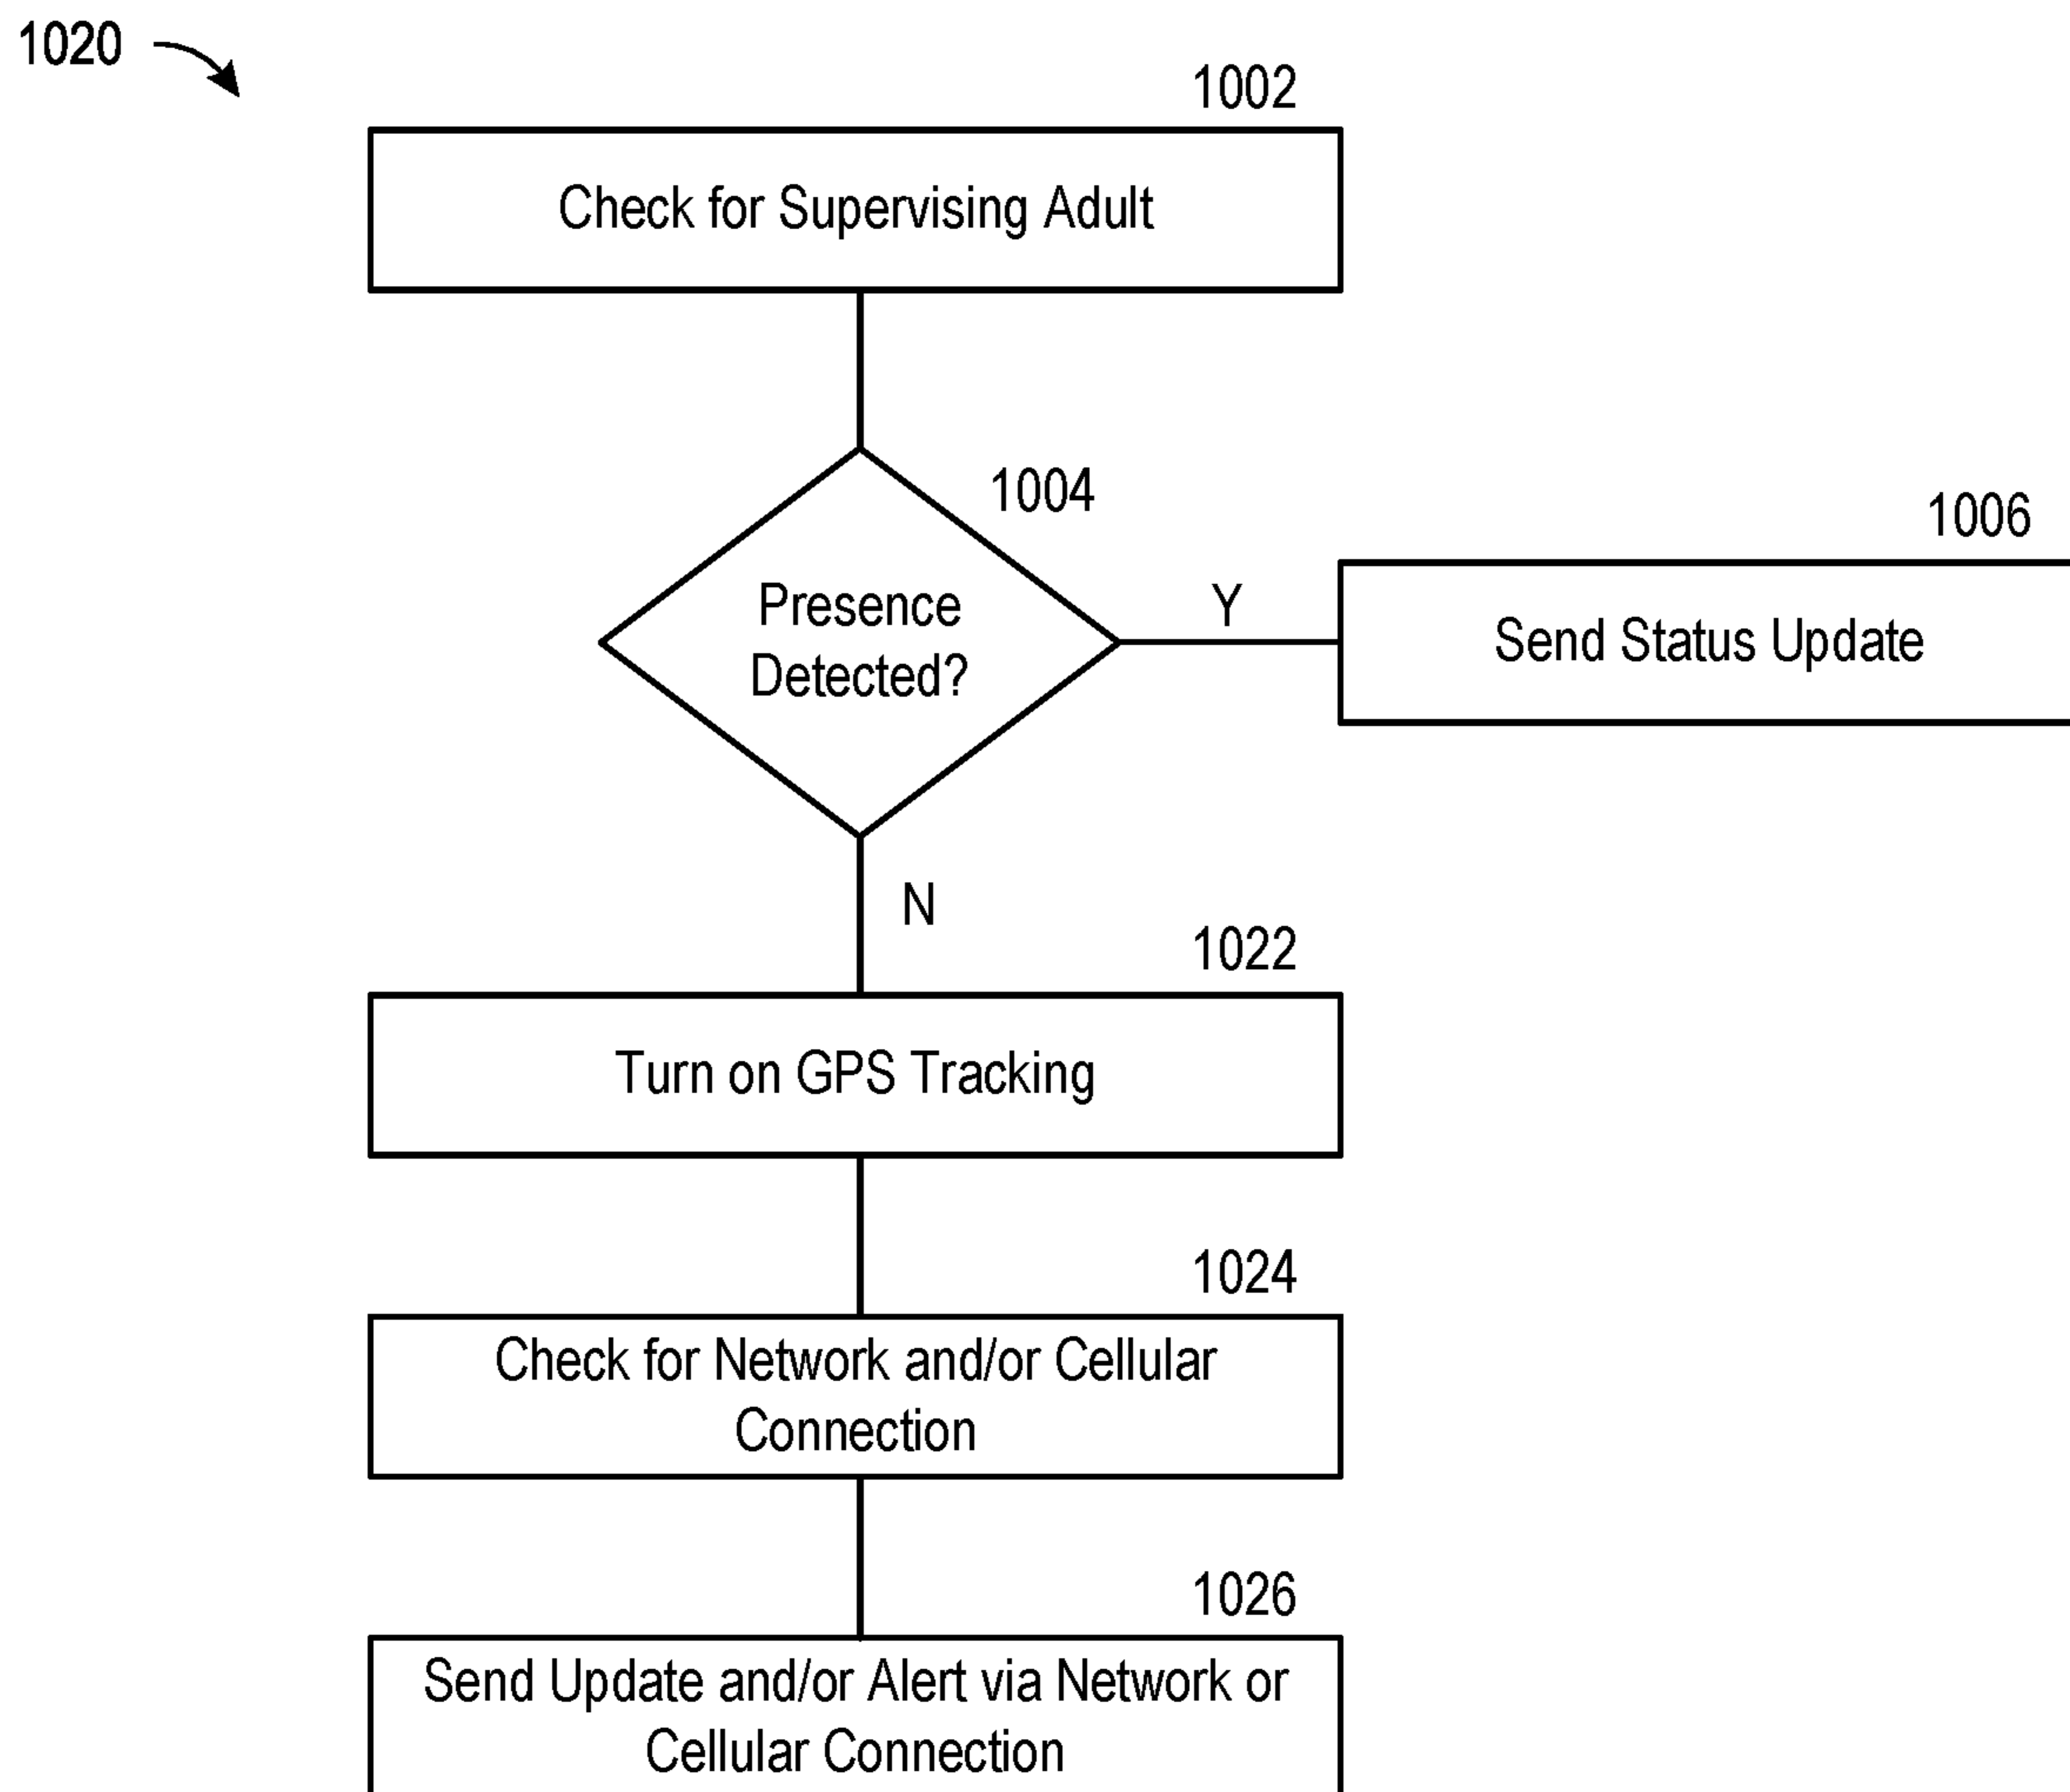 1020
1002
Check for Supervising Adult
1004
Presence
Detected?
Y
1006
Send Status Update
N
1022
Turn on GPS Tracking
1024
Check for Network and/or Cellular
Connection
1026
Send Update and/or Alert via Network or
Cellular Connection